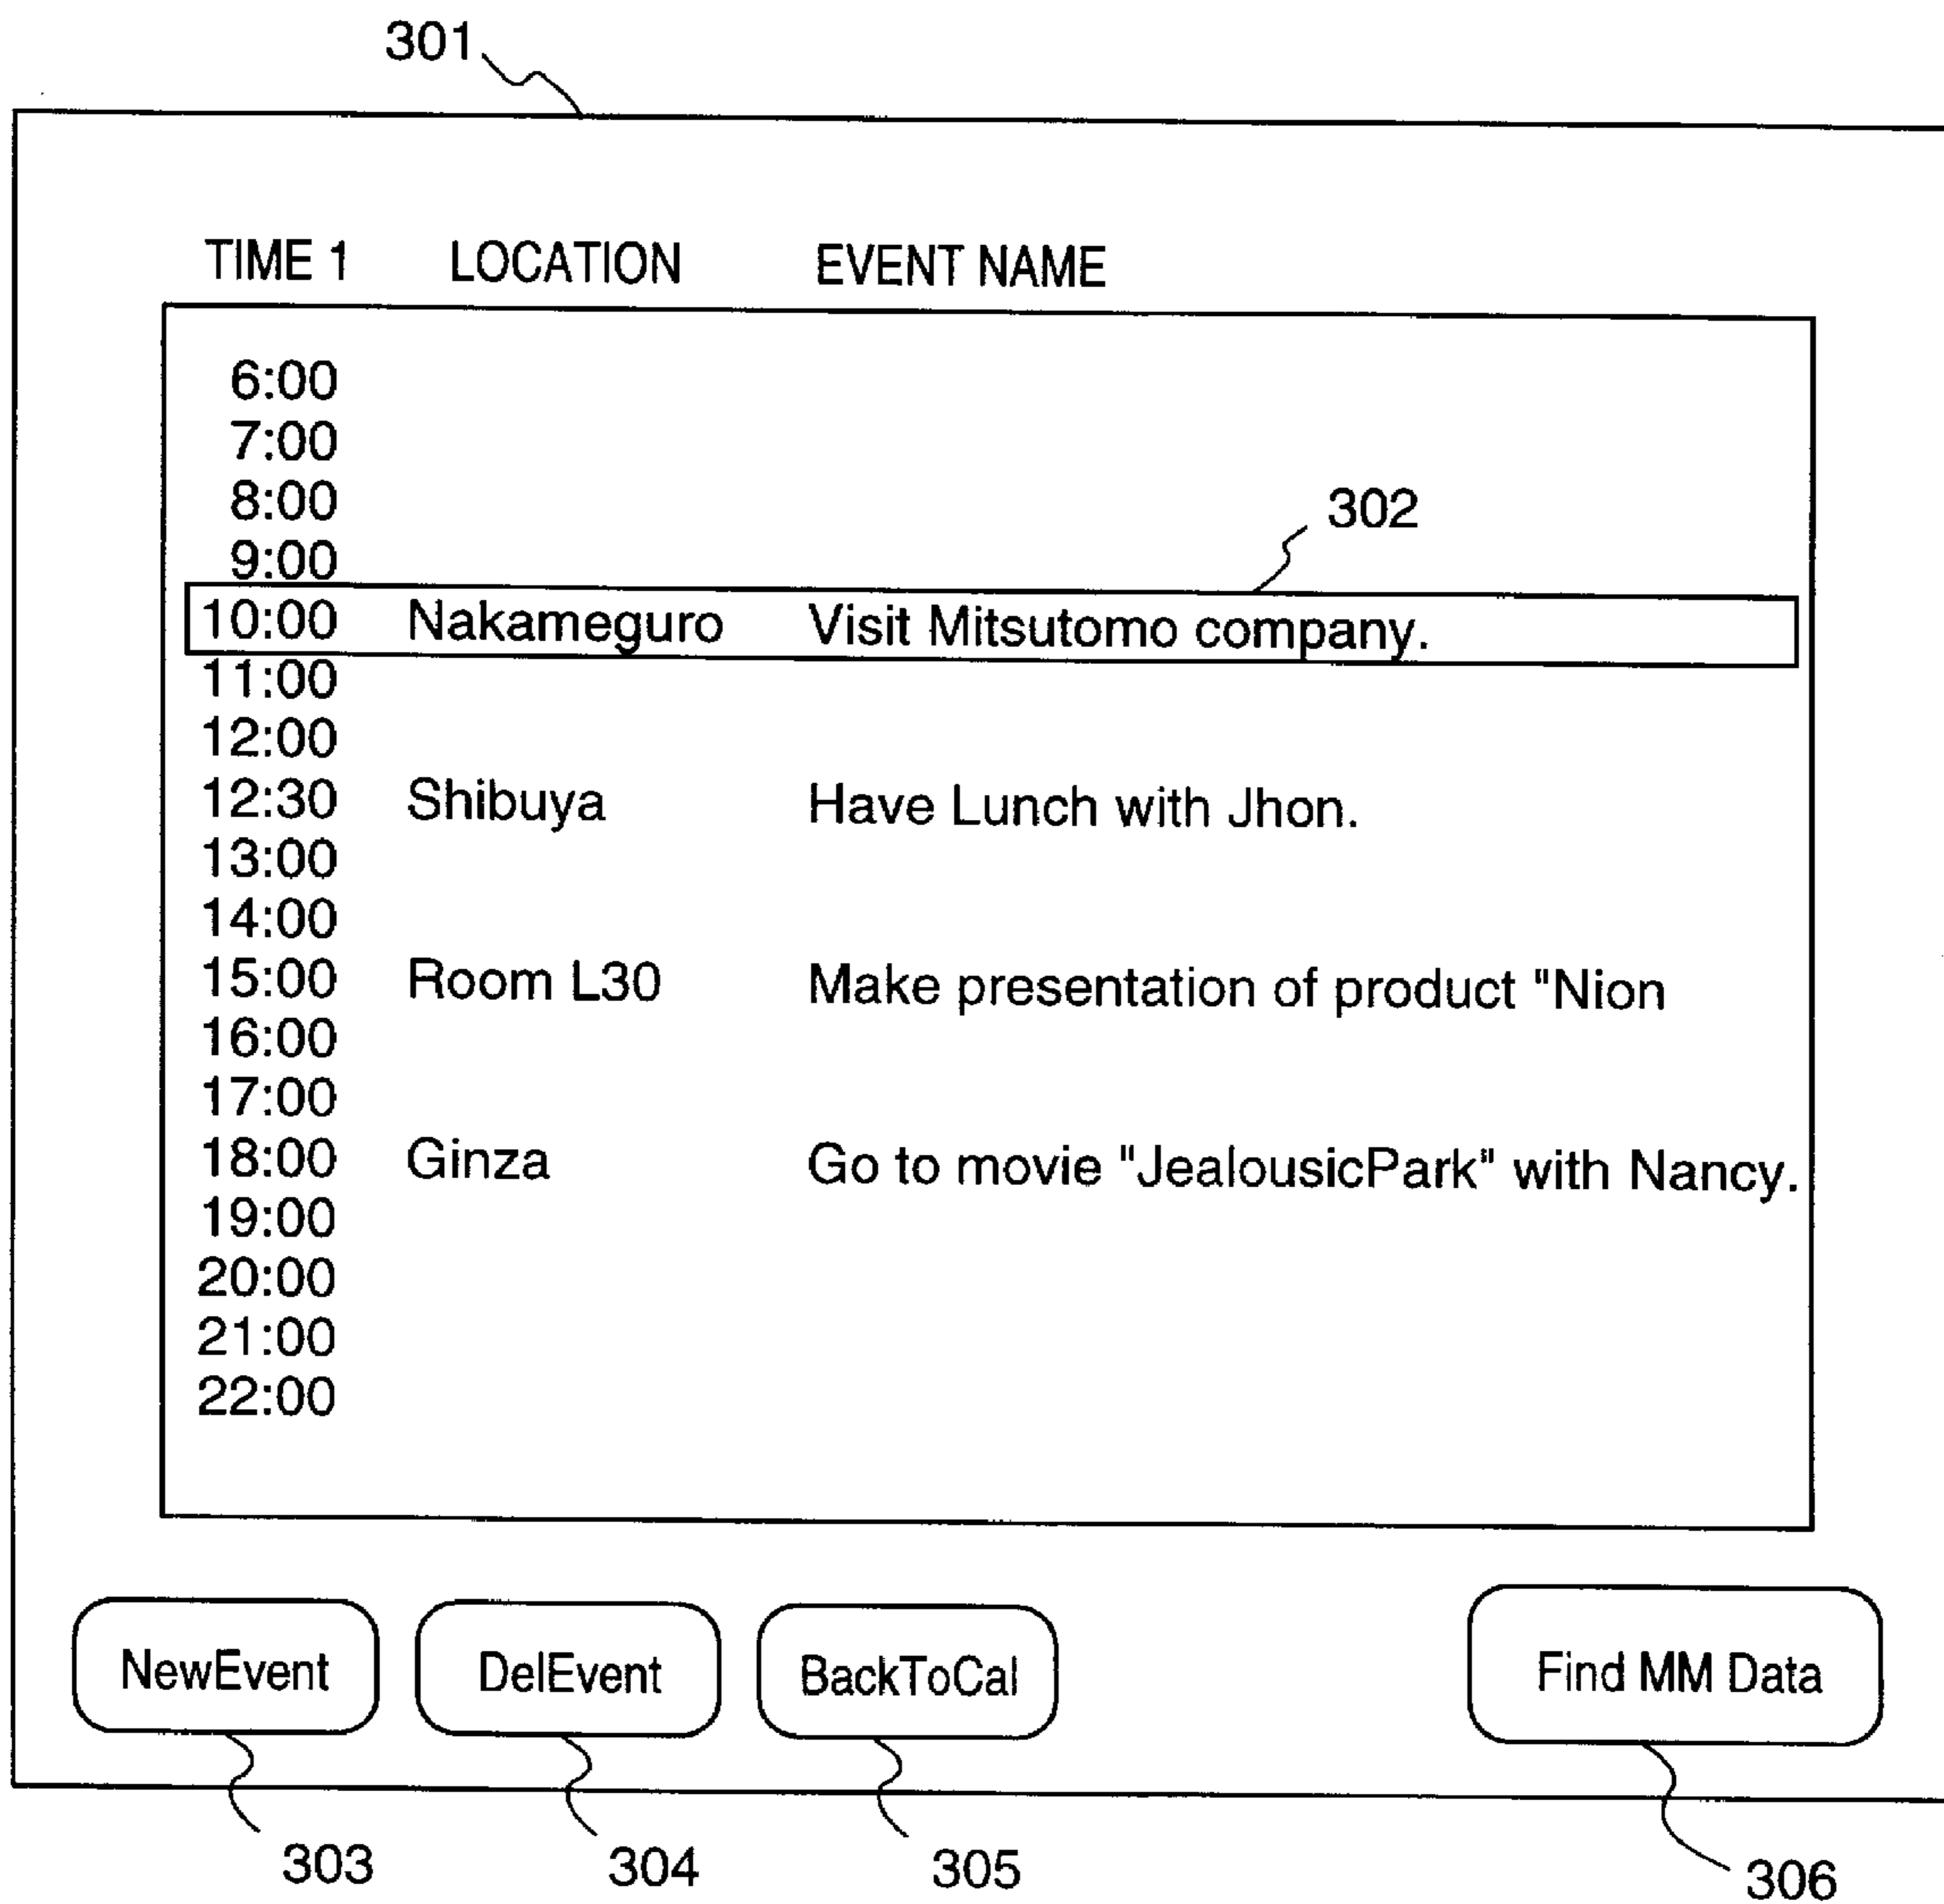 301
TIME 1 LOCATION EVENT NAME
6:00
7:00
8:00
302
9:00
10:00 Nakameguro Visit Mitsutomo company.
11:00
12:00
12:30 Shibuya Have Lunch with Jhon.
13:00
14:00
15:00 Room L30 Make presentation of product "Nion
16:00
17:00
18:00 Ginza Go to movie "JealousicPark" with Nancy.
19:00
20:00
21:00
22:00
NewEvent DelEvent BackToCal Find MM Data
303 304 305 306